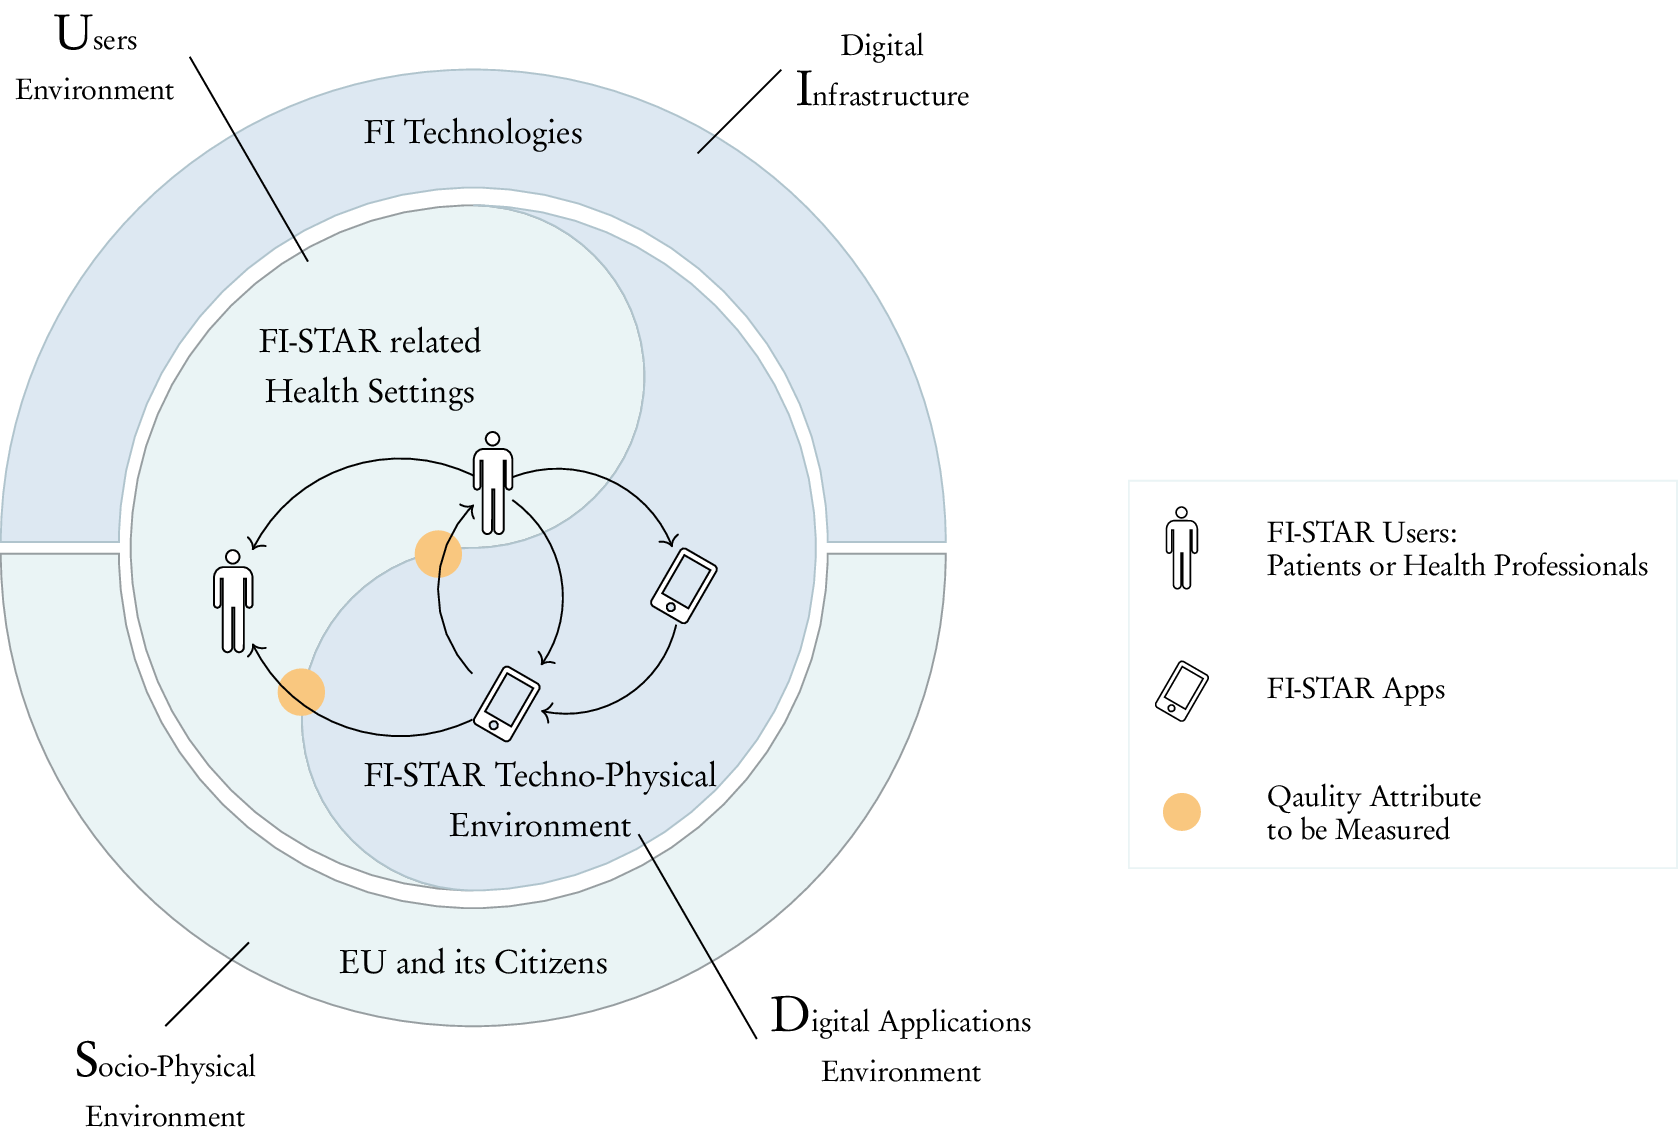 Users
Environment
Digital
Infrastructure
FI Technologies
FI-STAR related
Health Settings
FI-STAR Techno-Physical
Environment
EU and its Citizens
Socio-Physical
Environment
Digital Applications
Environment
FI-STAR Users:
Patients or Health Professionals
FI-STAR Apps
Qaulity Attribute
to be Measured